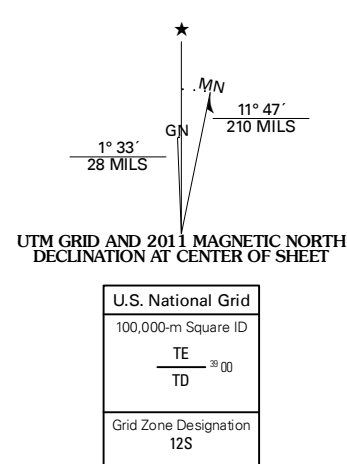 ★
MN
11° 47´
210 MILS
GN
1° 33´
28 MILS
UTM GRID AND 2011 MAGNETIC NORTH
DECLINATION AT CENTER OF SHEET
U.S. National Grid
100,000-m Square ID
TE
39 00
TD
Grid Zone Designation
12S